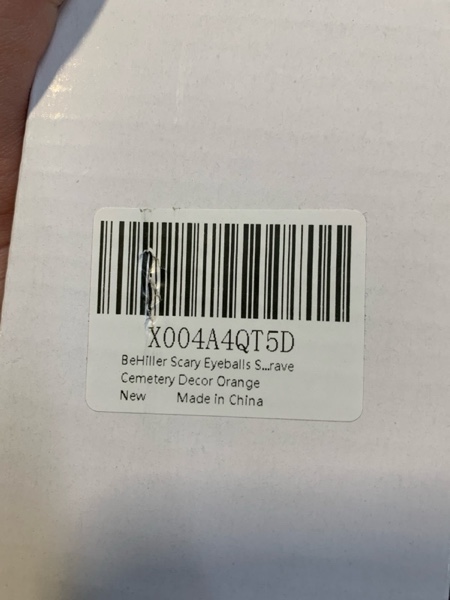 X004A4QT5D
BeHiller Scary Eyeballs S...rave
Cemetery Decor Orange
New Made in China